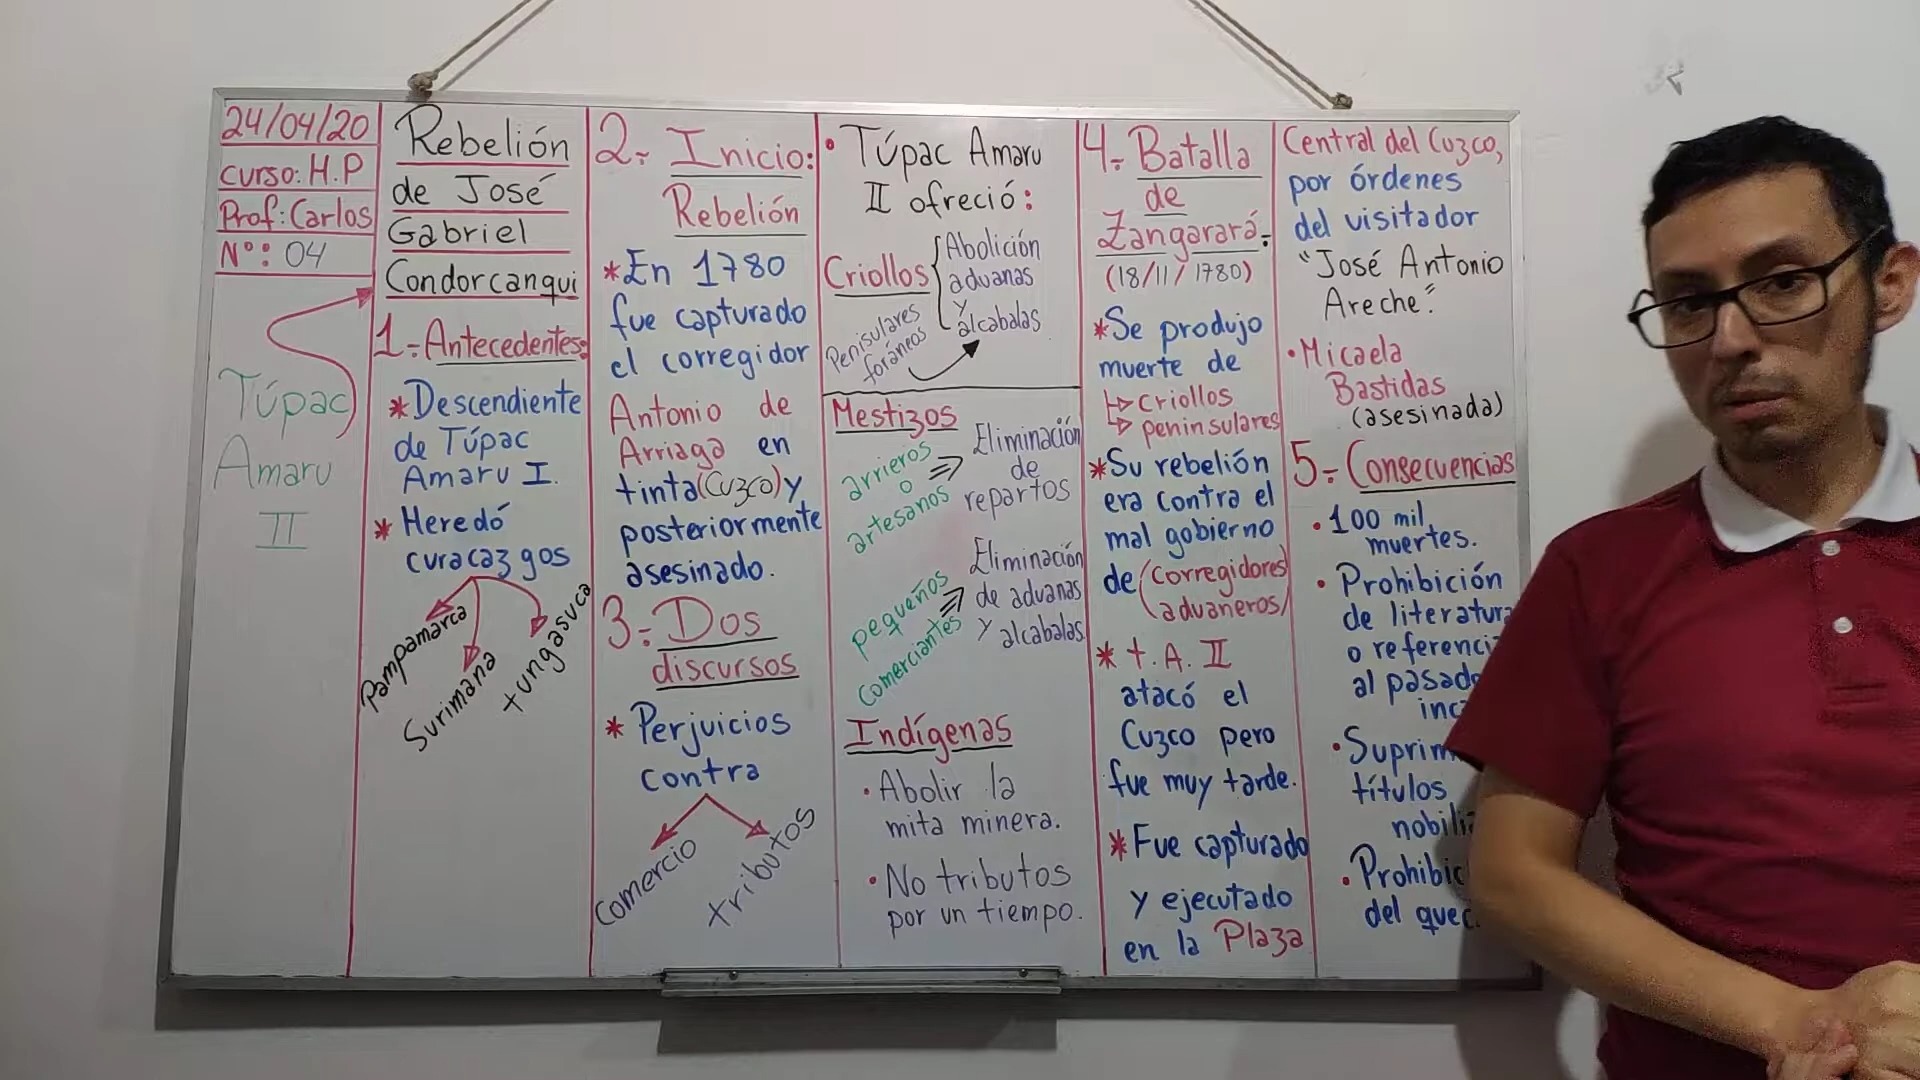 24/04/20
curso: H.P
Prof: Carlos
Nº: 04
Túpac
Amaru
II
Rebelión
de José
Gabriel
Condorcanqui
1.- Antecedentes:
* Descendiente
de Túpac
Amaru I.
* Heredó
curacazgos
Pampamarca
Surimana
tungasuca
2.- Inicio:
Rebelión
* En 1780
fue capturado
el corregidor
Antonio de
Arriaga en
tinta (Cuzco) y
posteriormente
asesinado.
3.- Dos
discursos
* Perjuicios
contra
Comercio
tributos
• Túpac Amaru
II ofreció:
Criollos
Abolición
aduanas
y
alcabalas
Penisulares
foráneos
Mestizos
arrieros
o
artesanos
Eliminación
de
repartos
pequeños
comerciantes
Eliminación
de aduanas
y alcabalas
Indígenas
• Abolir la
mita minera.
• No tributos
por un tiempo.
4.- Batalla
de
Zangarará:
(18/11/1780)
* Se produjo
muerte de
criollos
peninsulares
* Su rebelión
era contra el
mal gobierno
de (corregidores
aduaneros)
* t.A. II
atacó el
Cuzco pero
fue muy tarde.
* Fue capturado
y ejecutado
en la Plaza
Central del Cuzco,
por órdenes
del visitador
"José Antonio
Areche".
• Micaela
Bastidas
(asesinada)
5.- Consecuencias
• 100 mil
muertes.
• Prohibición
de literatura
o referenci
al pasado
inc
• Suprim
títulos
nobili
• Prohibic
del quec